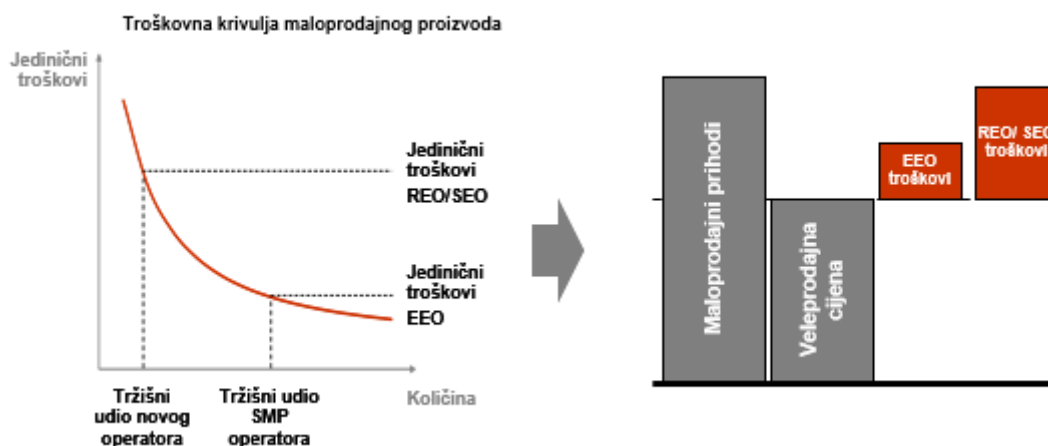 Troškovna krivulja maloprodajnog proizvoda
Jedinični
troškovi
Jedinični
troškovi
REO/SEO
Jedinični
troškovi
EEO
Tržišni
udio novog
operatora
Tržišni udio
SMP
operatora
Količina
Maloprodajni prihodi
Veleprodajna
cijena
EEO
troškovi
REO/ SEO
troškovi